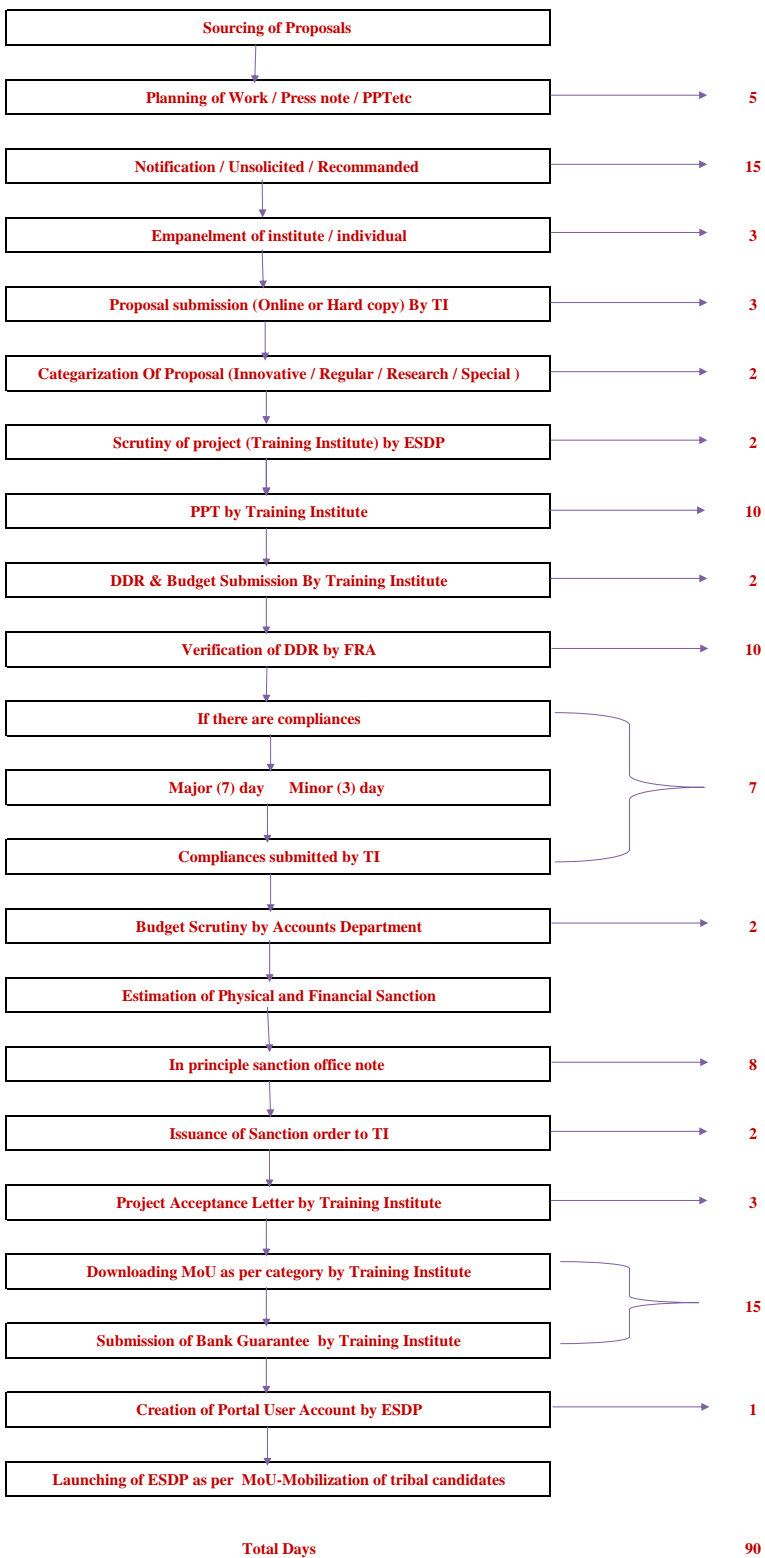 Sourcing of Proposals
Planning of Work / Press note / PPTetc 5
Notification / Unsolicited / Recommanded 15
Empanelment of institute / individual 3
Proposal submission (Online or Hard copy) By TI 3
Categarization Of Proposal (Innovative / Regular / Research / Special ) 2
Scrutiny of project (Training Institute) by ESDP 2
PPT by Training Institute 10
DDR & Budget Submission By Training Institute 2
Verification of DDR by FRA 10
If there are compliances
Major (7) day Minor (3) day 7
Compliances submitted by TI
Budget Scrutiny by Accounts Department 2
Estimation of Physical and Financial Sanction
In principle sanction office note 8
Issuance of Sanction order to TI 2
Project Acceptance Letter by Training Institute 3
Downloading MoU as per category by Training Institute
15
Submission of Bank Guarantee by Training Institute
Creation of Portal User Account by ESDP 1
Launching of ESDP as per MoU-Mobilization of tribal candidates
Total Days 90